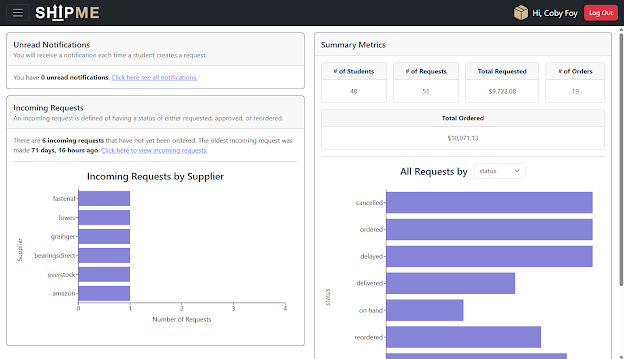 SHIPME
Hi, Coby Foy
Log Out
Unread Notifications
You will receive a notification each time a student creates a request.
You have 0 unread notifications. Click here see all notifications.
Incoming Requests
An incoming request is defined of having a status of either requested, approved, or reordered.
There are 6 incoming requests that have not yet been ordered. The oldest incoming request was
made 71 days, 16 hours ago. Click here to view incoming requests.
Incoming Requests by Supplier
Supplier
fastenal
lowes
grainger
bearingsdirect
overstock
amazon
0 1 2 3 4
Number of Requests
Summary Metrics
# of Students
48
# of Requests
51
Total Requested
$9,722.08
# of Orders
19
Total Ordered
$10,071.13
All Requests by status
status
cancelled
ordered
delayed
delivered
on hand
reordered